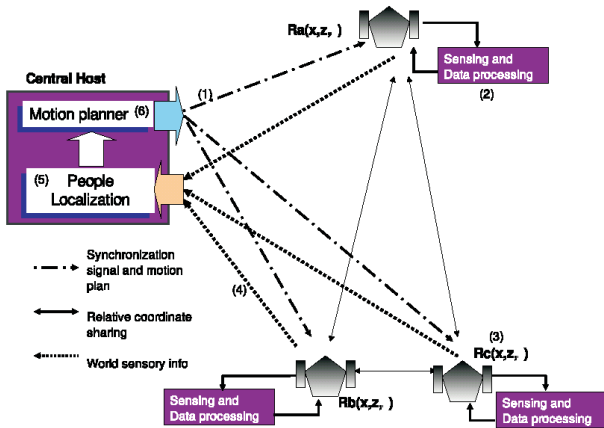 Ra(x,z, )
Sensing and
Data processing
(2)
Central Host
Motion planner (6)
(1)
(5) People
Localization
Synchronization
signal and motion
plan
(4)
Relative coordinate
sharing
(3)
Rc(x,z, )
World sensory info
Sensing and
Data processing
Rb(x,z, )
Sensing and
Data processing